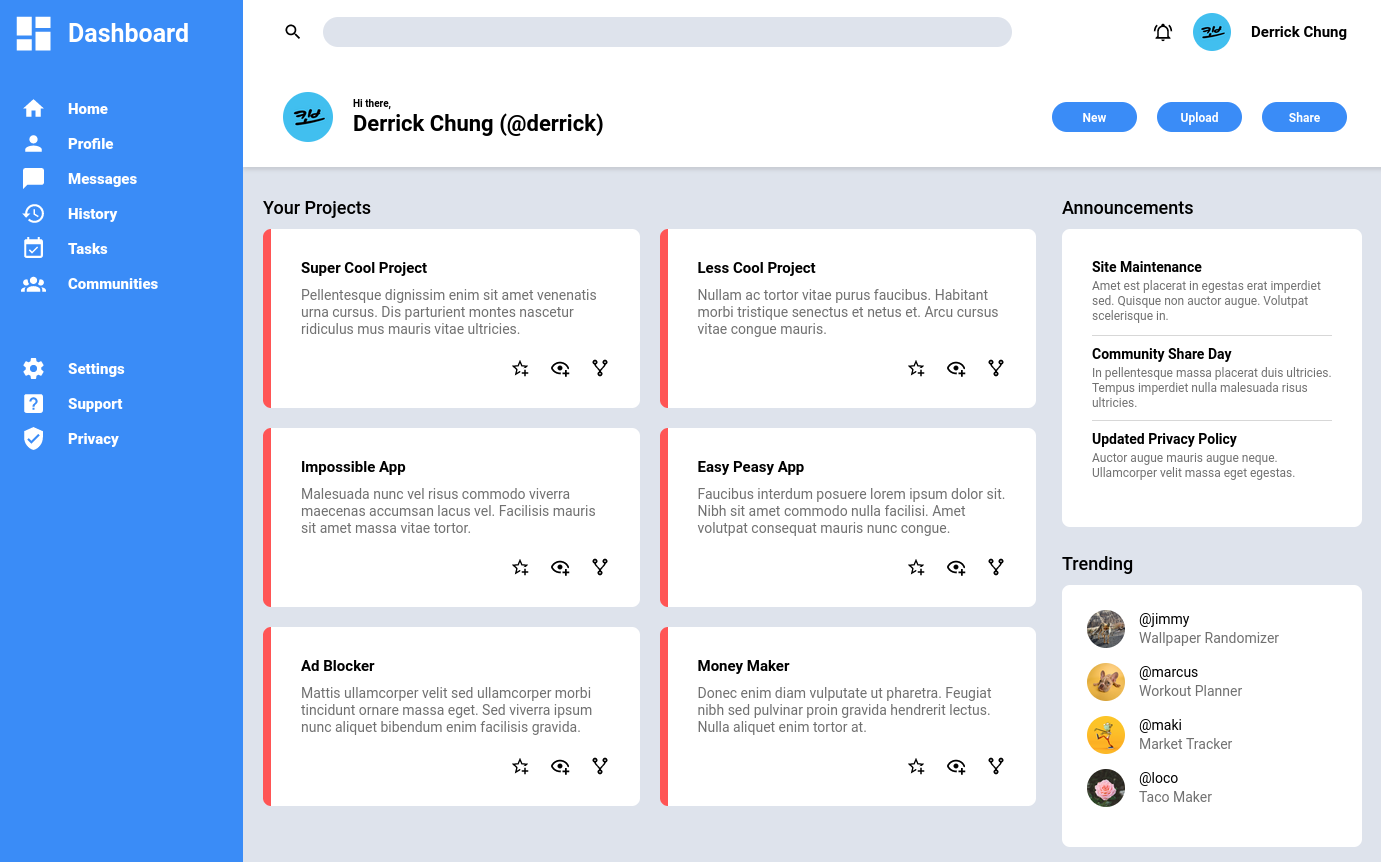 Dashboard
Home
Profile
Messages
History
Tasks
Communities
Settings
Support
Privacy
Derrick Chung
Hi there,
Derrick Chung (@derrick)
New
Upload
Share
Your Projects
Super Cool Project
Pellentesque dignissim enim sit amet venenatis
urna cursus. Dis parturient montes nascetur
ridiculus mus mauris vitae ultricies.
Less Cool Project
Nullam ac tortor vitae purus faucibus. Habitant
morbi tristique senectus et netus et. Arcu cursus
vitae congue mauris.
Impossible App
Malesuada nunc vel risus commodo viverra
maecenas accumsan lacus vel. Facilisis mauris
sit amet massa vitae tortor.
Easy Peasy App
Faucibus interdum posuere lorem ipsum dolor sit.
Nibh sit amet commodo nulla facilisi. Amet
volutpat consequat mauris nunc congue.
Ad Blocker
Mattis ullamcorper velit sed ullamcorper morbi
tincidunt ornare massa eget. Sed viverra ipsum
nunc aliquet bibendum enim facilisis gravida.
Money Maker
Donec enim diam vulputate ut pharetra. Feugiat
nibh sed pulvinar proin gravida hendrerit lectus.
Nulla aliquet enim tortor at.
Announcements
Site Maintenance
Amet est placerat in egestas erat imperdiet
sed. Quisque non auctor augue. Volutpat
scelerisque in.
Community Share Day
In pellentesque massa placerat duis ultricies.
Tempus imperdiet nulla malesuada risus
ultricies.
Updated Privacy Policy
Auctor augue mauris augue neque.
Ullamcorper velit massa eget egestas.
Trending
@jimmy
Wallpaper Randomizer
@marcus
Workout Planner
@maki
Market Tracker
@loco
Taco Maker